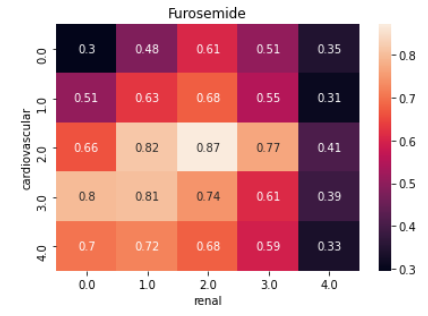 Furosemide
cardiovascular
0.0 0.3 0.48 0.61 0.51 0.35
1.0 0.51 0.63 0.68 0.55 0.31
2.0 0.66 0.82 0.87 0.77 0.41
3.0 0.8 0.81 0.74 0.61 0.39
4.0 0.7 0.72 0.68 0.59 0.33
0.0 1.0 2.0 3.0 4.0
renal
0.8
0.7
0.6
0.5
0.4
0.3